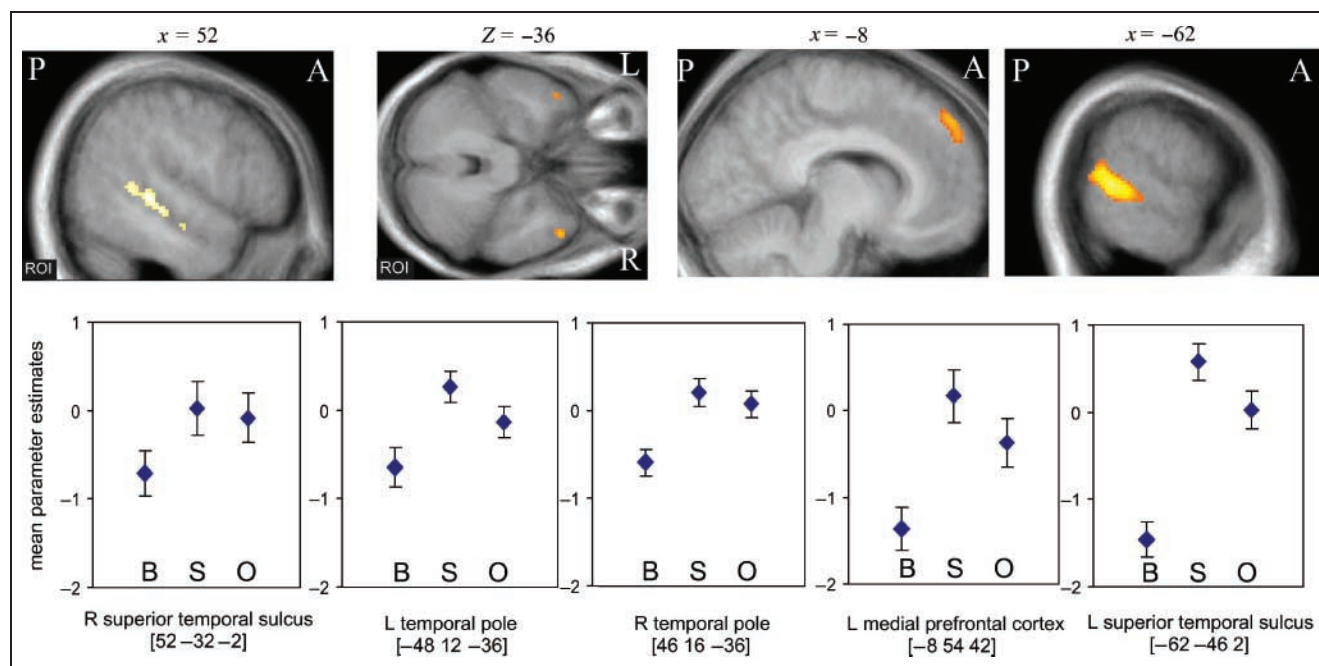 x = 52
Z = −36
x = −8
x = −62
P A
L
P A
P A
ROI
ROI
R
1
0
−1
−2
mean parameter estimates
B S O
R superior temporal sulcus
[52 −32 −2]
1
0
−1
−2
B S O
L temporal pole
[−48 12 −36]
1
0
−1
−2
B S O
R temporal pole
[46 16 −36]
1
0
−1
−2
B S O
L medial prefrontal cortex
[−8 54 42]
1
0
−1
−2
B S O
L superior temporal sulcus
[−62 −46 2]